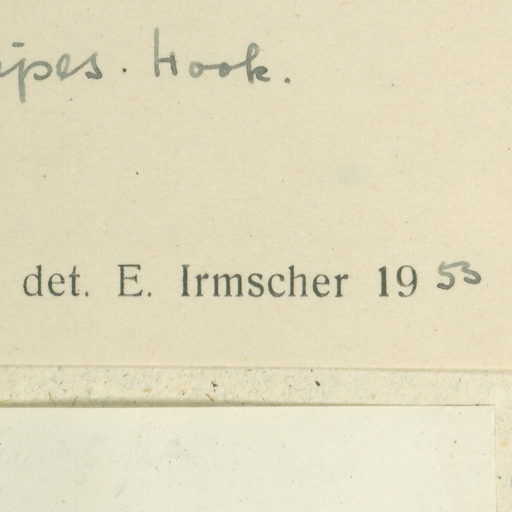 ipes. Hook.
det. E. Irmscher 1953